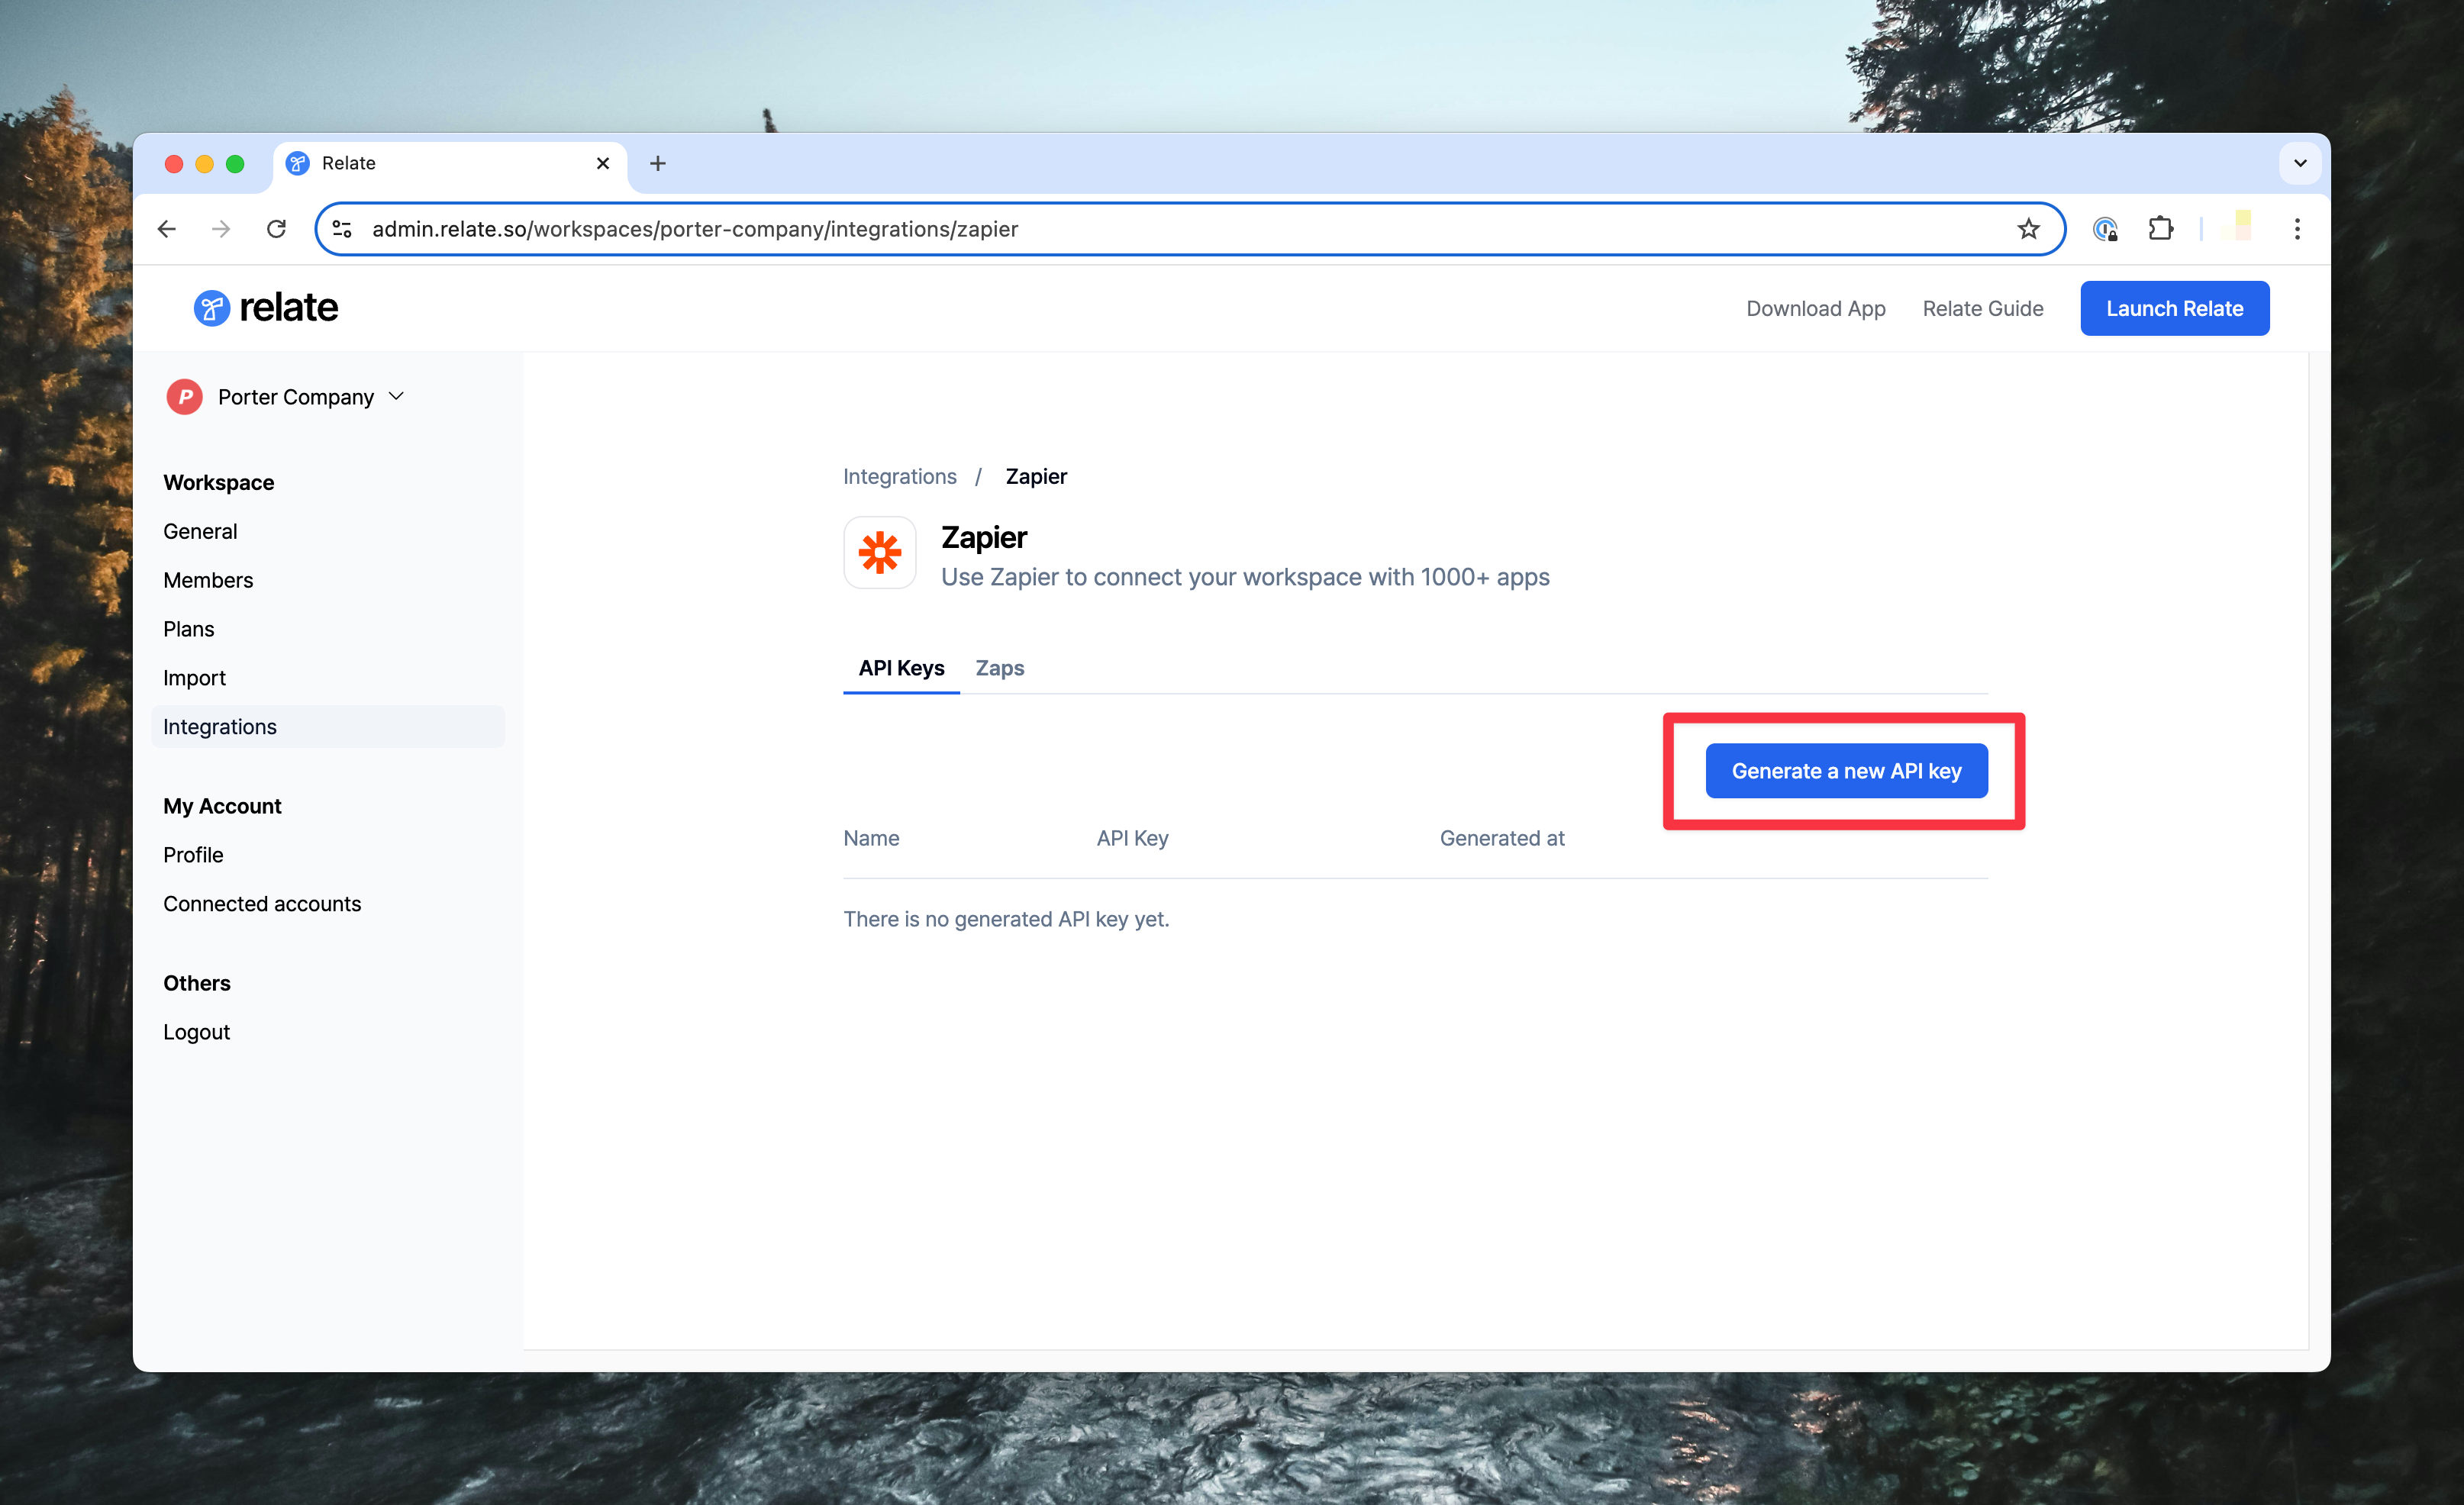 Relate
admin.relate.so/workspaces/porter-company/integrations/zapier
relate
Download App
Relate Guide
Launch Relate
P
Porter Company
Workspace
General
Members
Plans
Import
Integrations
My Account
Profile
Connected accounts
Others
Logout
Integrations / Zapier
Zapier
Use Zapier to connect your workspace with 1000+ apps
API Keys
Zaps
Generate a new API key
Name
API Key
Generated at
There is no generated API key yet.